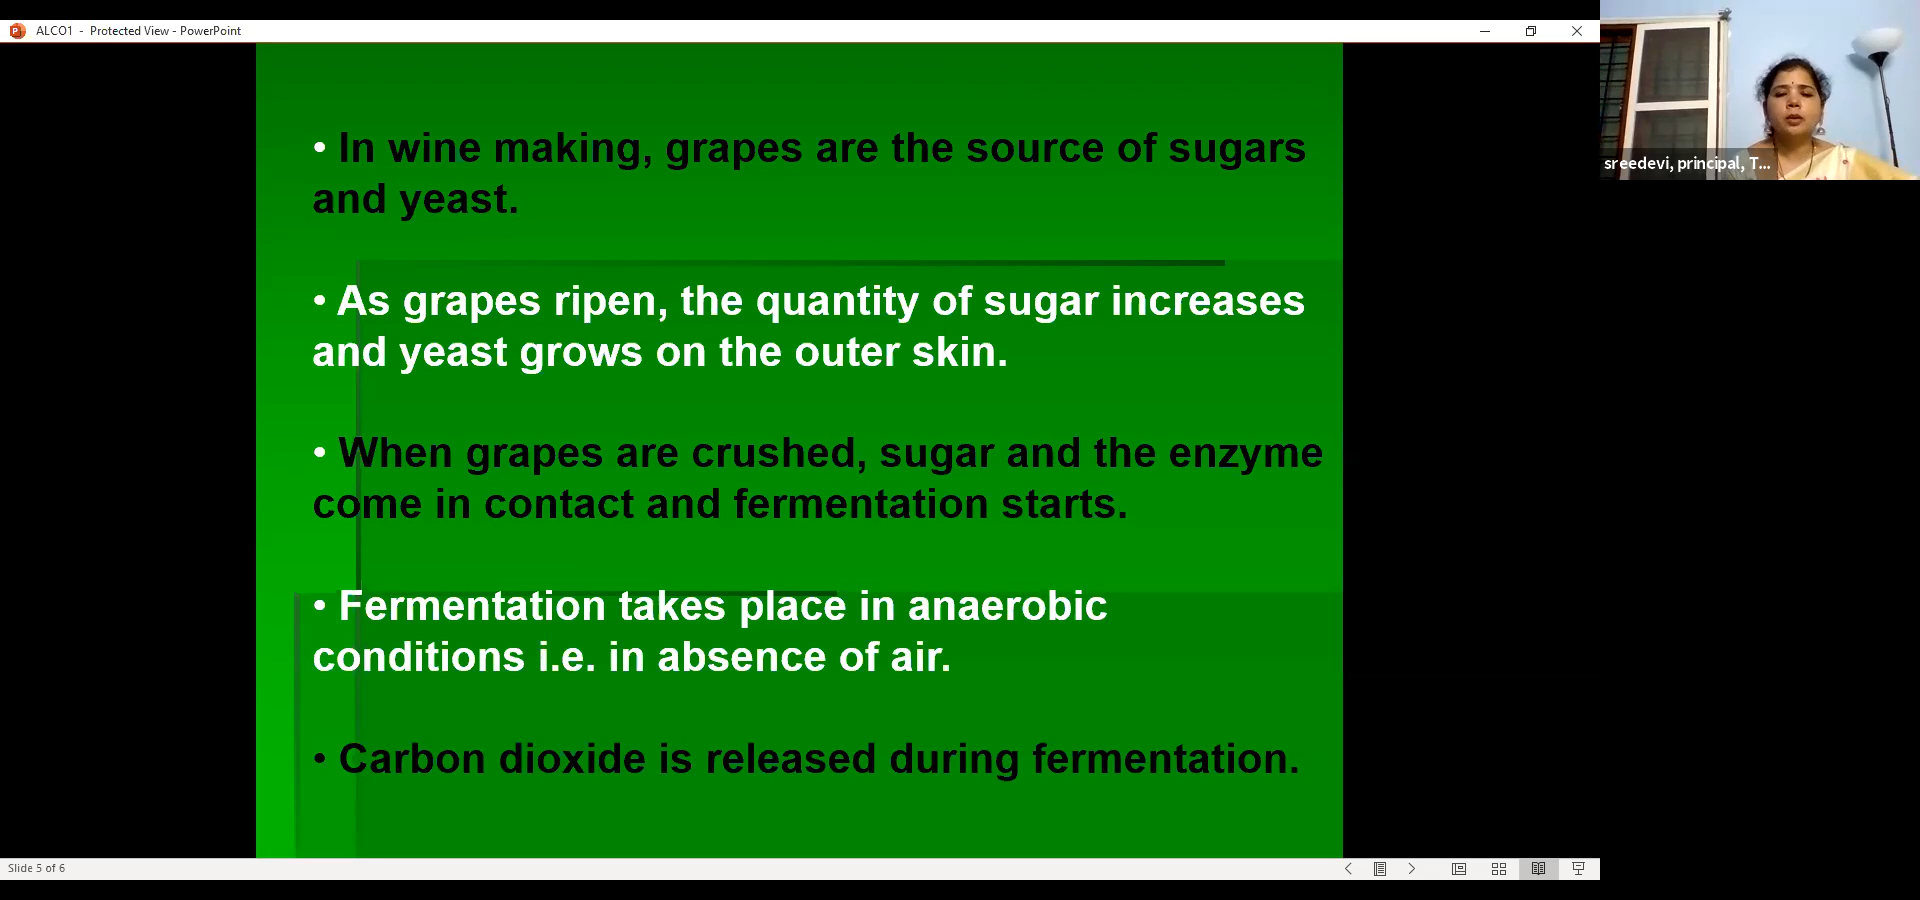 ALCO1 - Protected View - PowerPoint
• In wine making, grapes are the source of sugars
and yeast.
• As grapes ripen, the quantity of sugar increases
and yeast grows on the outer skin.
• When grapes are crushed, sugar and the enzyme
come in contact and fermentation starts.
• Fermentation takes place in anaerobic
conditions i.e. in absence of air.
• Carbon dioxide is released during fermentation.
sreedevi, principal, T...
Slide 5 of 6